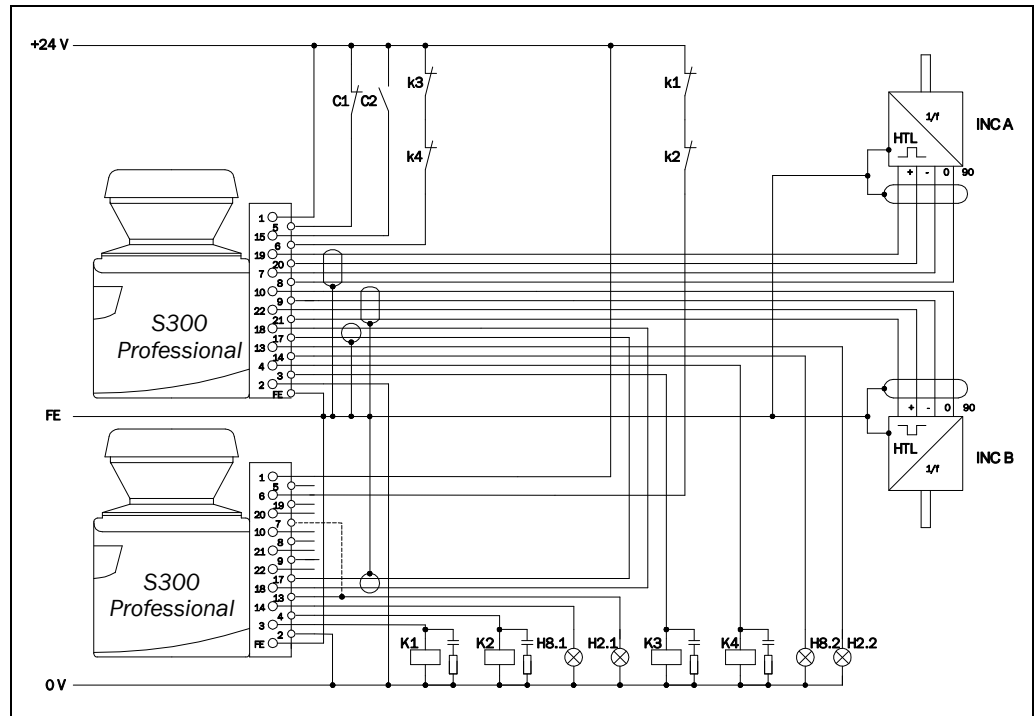 +24 V
C1 C2
k3
k4
k1
k2
1/f
HTL
INC A
+ - 0 90
S300
Professional
1
5
15
6
19
20
7
8
10
9
22
21
18
17
13
14
4
3
2
FE
FE
+ - 0 90
HTL
1/f
INC B
S300
Professional
1
5
6
19
20
7
10
8
21
9
22
17
18
13
14
4
3
2
FE
K1 K2 H8.1 H2.1 K3 K4 H8.2 H2.2
0 V